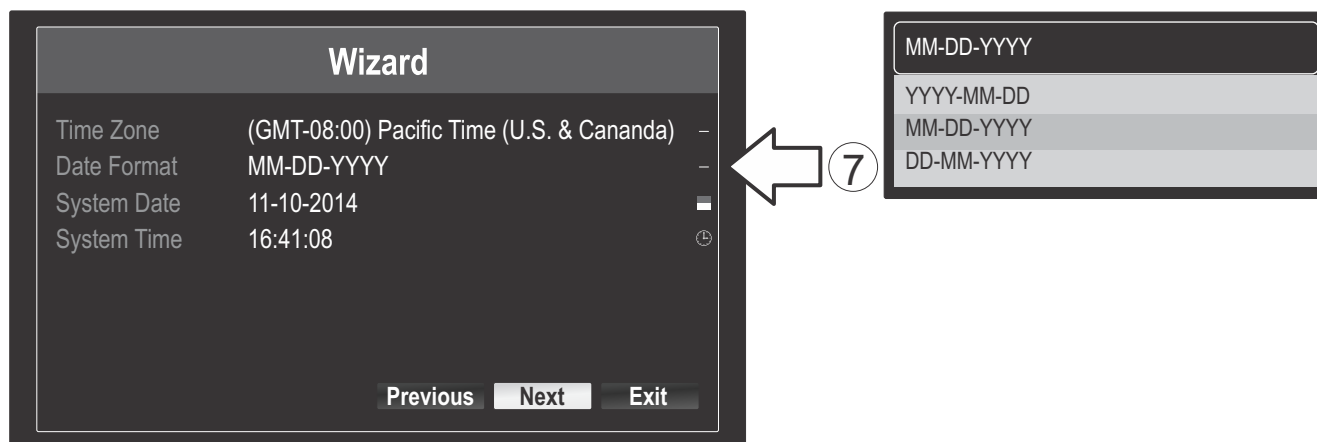 Wizard
Time Zone (GMT-08:00) Pacific Time (U.S. & Cananda)
Date Format MM-DD-YYYY
System Date 11-10-2014
System Time 16:41:08
Previous Next Exit
7
MM-DD-YYYY
YYYY-MM-DD
MM-DD-YYYY
DD-MM-YYYY